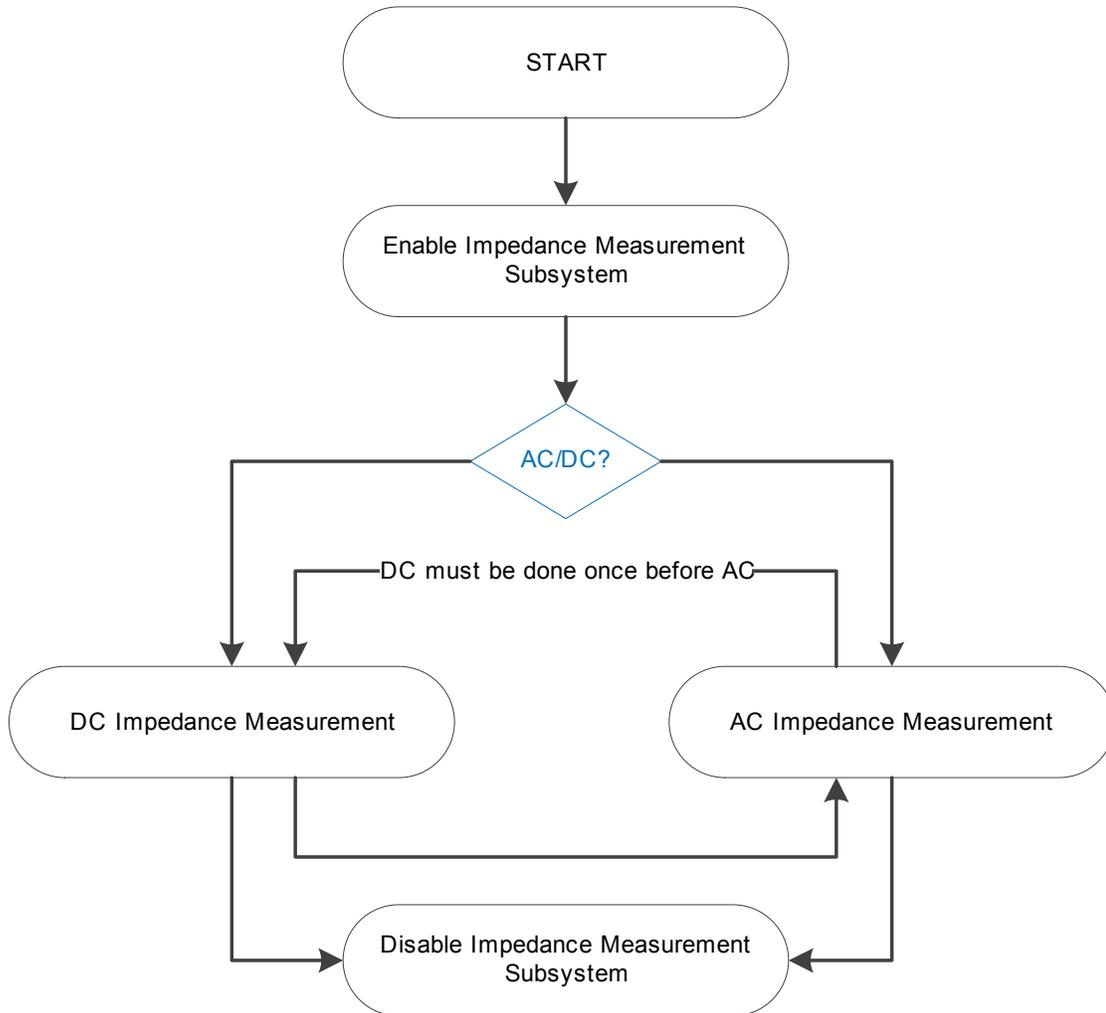 START
Enable Impedance Measurement
Subsystem
AC/DC?
DC must be done once before AC
DC Impedance Measurement
AC Impedance Measurement
Disable Impedance Measurement
Subsystem